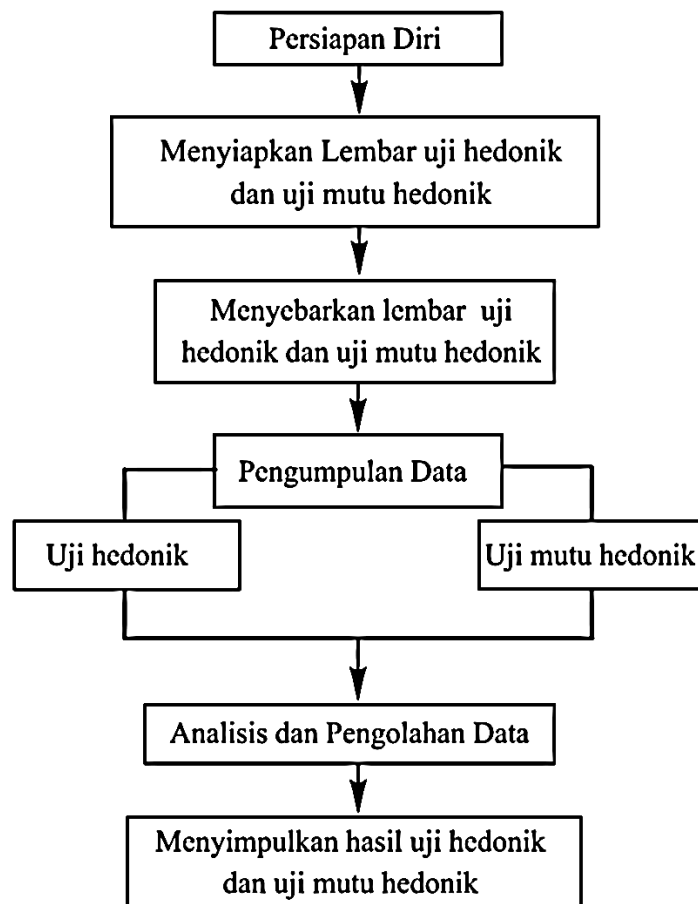 Persiapan Diri
Menyiapkan Lembar uji hedonik
dan uji mutu hedonik
Menyebarkan lembar uji
hedonik dan uji mutu hedonik
Pengumpulan Data
Uji hedonik
Uji mutu hedonik
Analisis dan Pengolahan Data
Menyimpulkan hasil uji hedonik
dan uji mutu hedonik